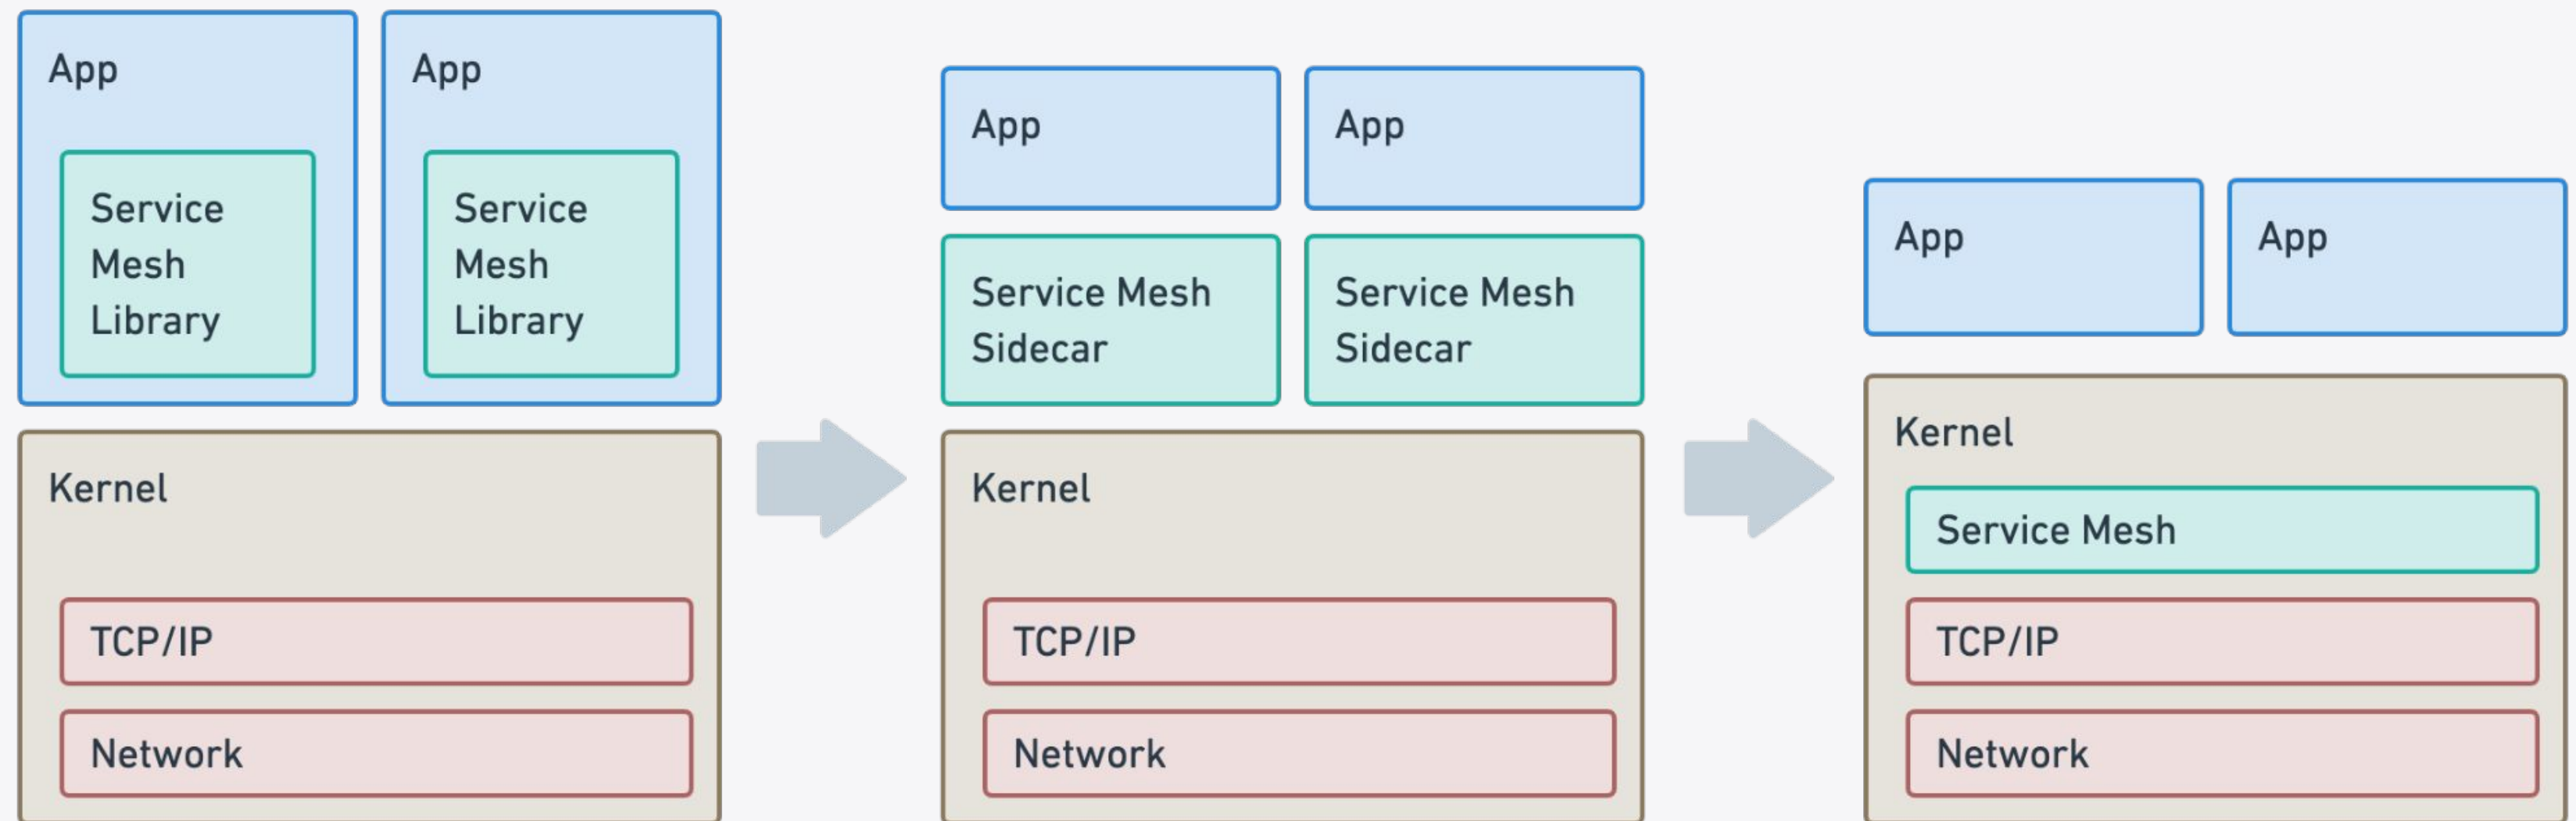 App
Service
Mesh
Library
App
Service
Mesh
Library
Kernel
TCP/IP
Network
App
App
Service Mesh
Sidecar
Service Mesh
Sidecar
Kernel
TCP/IP
Network
App
App
Kernel
Service Mesh
TCP/IP
Network